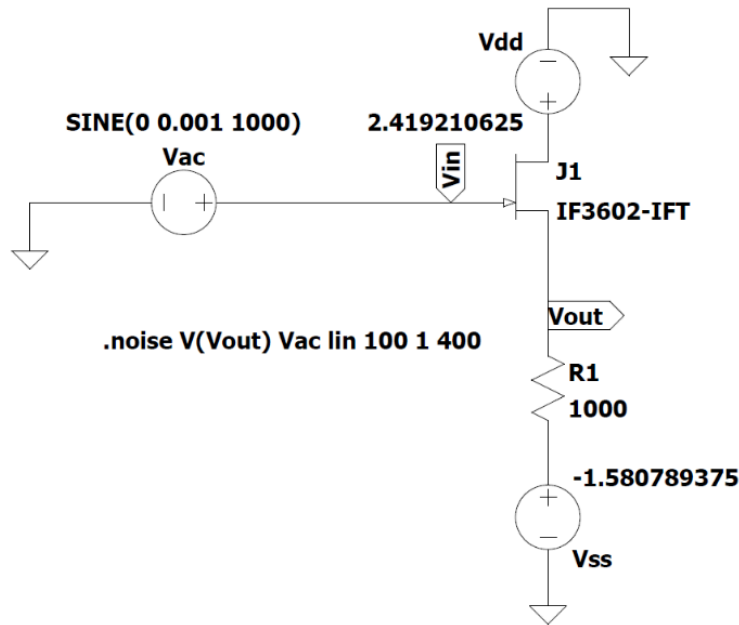 Vdd
SINE(0 0.001 1000)
2.419210625
Vac
Vin
J1
IF3602-IFT
Vout
.noise V(Vout) Vac lin 100 1 400
R1
1000
-1.580789375
Vss